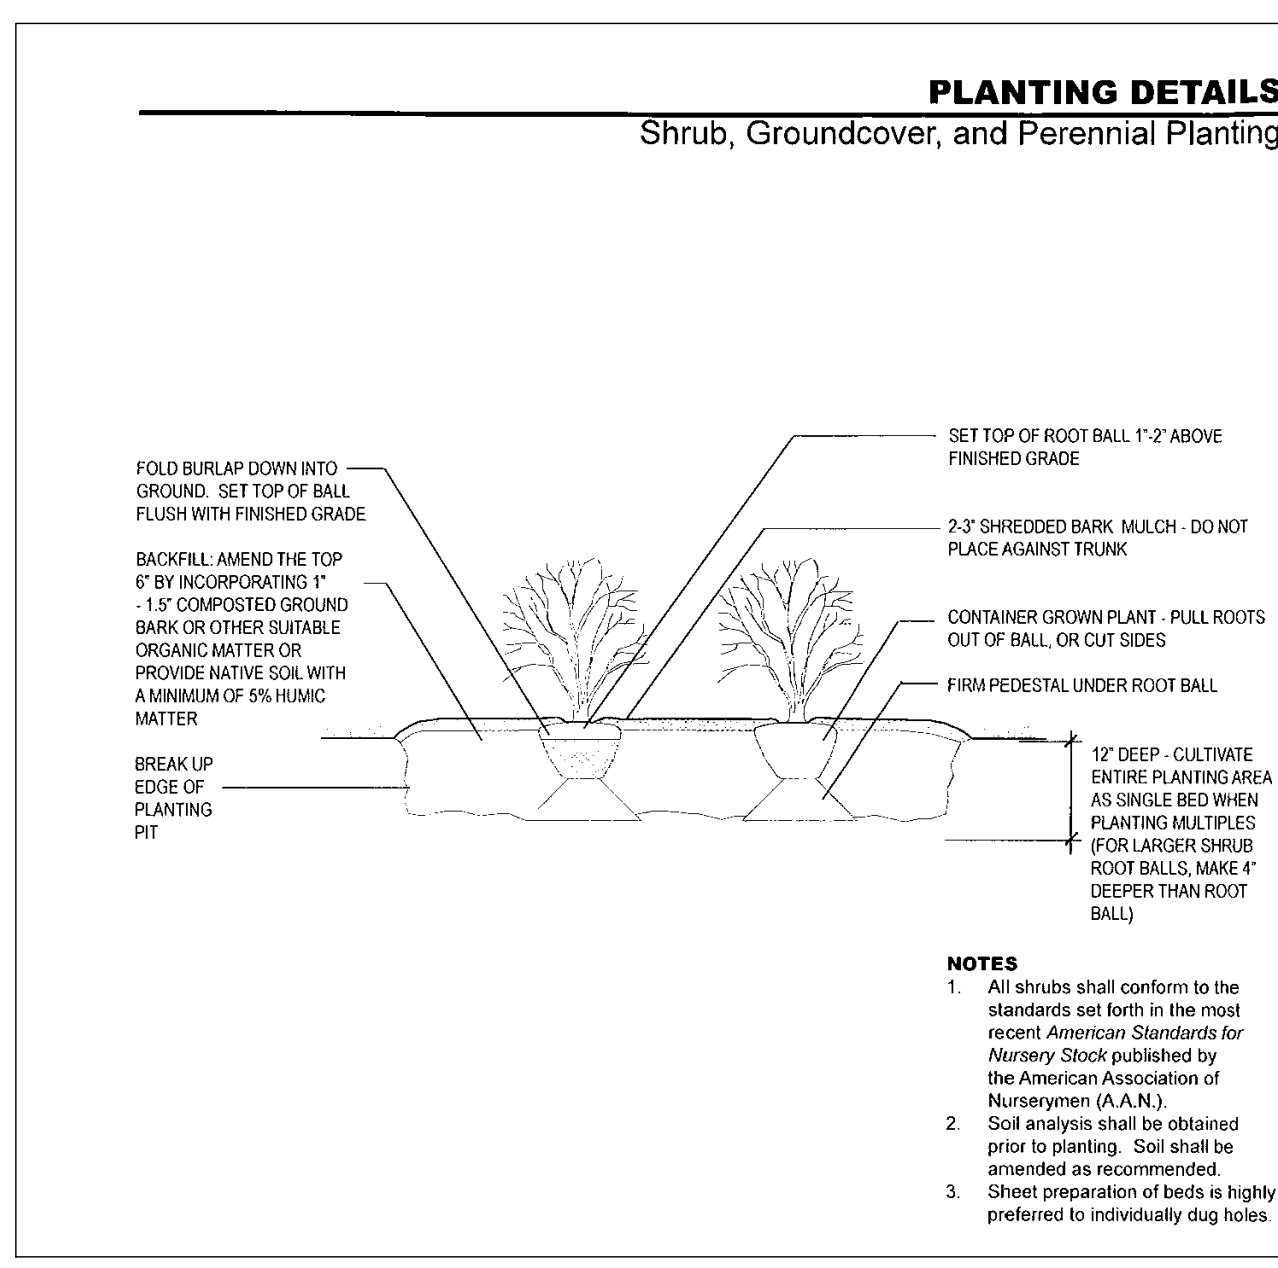 PLANTING DETAILS
Shrub, Groundcover, and Perennial Planting
SET TOP OF ROOT BALL 1"-2" ABOVE
FINISHED GRADE
FOLD BURLAP DOWN INTO
GROUND. SET TOP OF BALL
FLUSH WITH FINISHED GRADE
2-3" SHREDDED BARK MULCH - DO NOT
PLACE AGAINST TRUNK
BACKFILL: AMEND THE TOP
6" BY INCORPORATING 1"
- 1.5" COMPOSTED GROUND
BARK OR OTHER SUITABLE
ORGANIC MATTER OR
PROVIDE NATIVE SOIL WITH
A MINIMUM OF 5% HUMIC
MATTER
CONTAINER GROWN PLANT - PULL ROOTS
OUT OF BALL, OR CUT SIDES
FIRM PEDESTAL UNDER ROOT BALL
BREAK UP
EDGE OF
PLANTING
PIT
12" DEEP - CULTIVATE
ENTIRE PLANTING AREA
AS SINGLE BED WHEN
PLANTING MULTIPLES
(FOR LARGER SHRUB
ROOT BALLS, MAKE 4"
DEEPER THAN ROOT
BALL)
NOTES
1. All shrubs shall conform to the
standards set forth in the most
recent American Standards for
Nursery Stock published by
the American Association of
Nurserymen (A.A.N.).
2. Soil analysis shall be obtained
prior to planting. Soil shall be
amended as recommended.
3. Sheet preparation of beds is highly
preferred to individually dug holes.